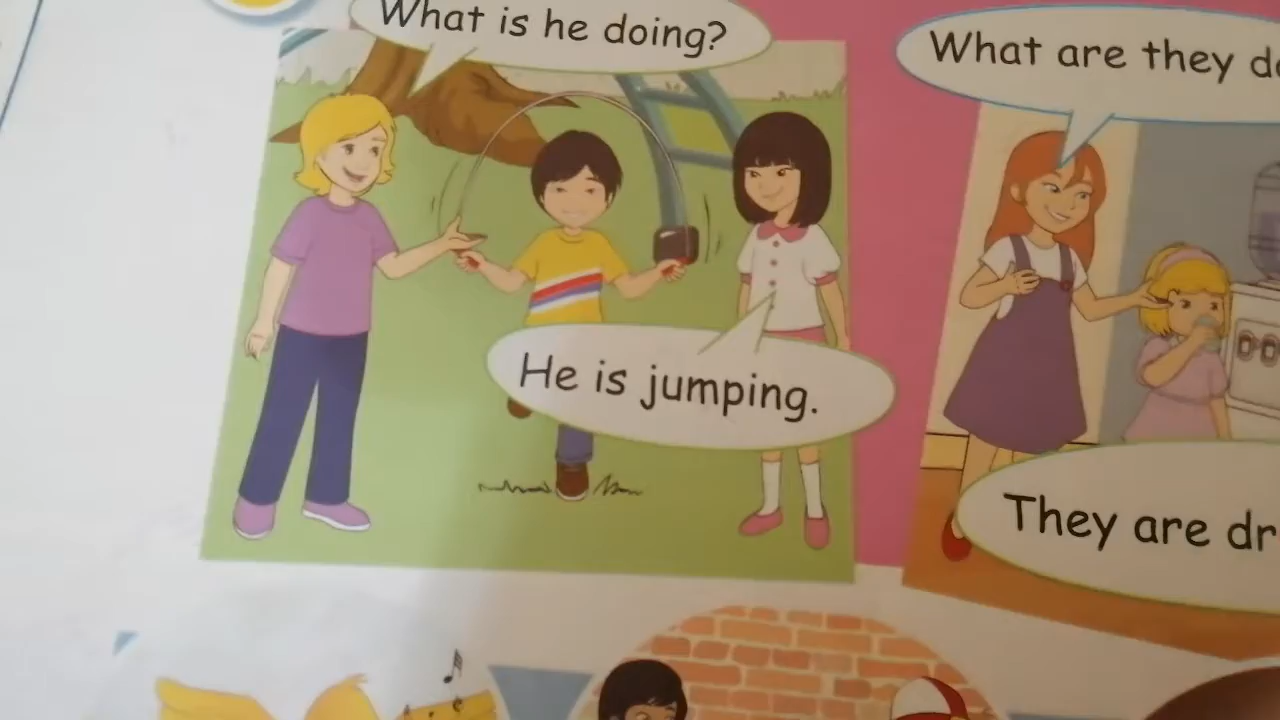 What is he doing?
He is jumping.
What are they
They are